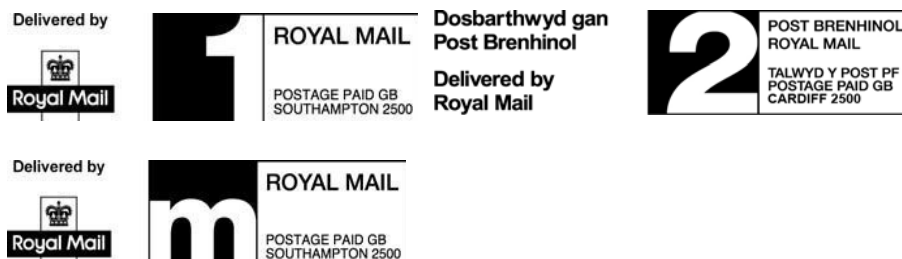 Delivered by
Royal Mail
1
ROYAL MAIL
POSTAGE PAID GB
SOUTHAMPTON 2500
Dosbarthwyd gan
Post Brenhinol
Delivered by
Royal Mail
2
POST BRENHINOL
ROYAL MAIL
TALWYD Y POST PF
POSTAGE PAID GB
CARDIFF 2500
Delivered by
Royal Mail
m
ROYAL MAIL
POSTAGE PAID GB
SOUTHAMPTON 2500